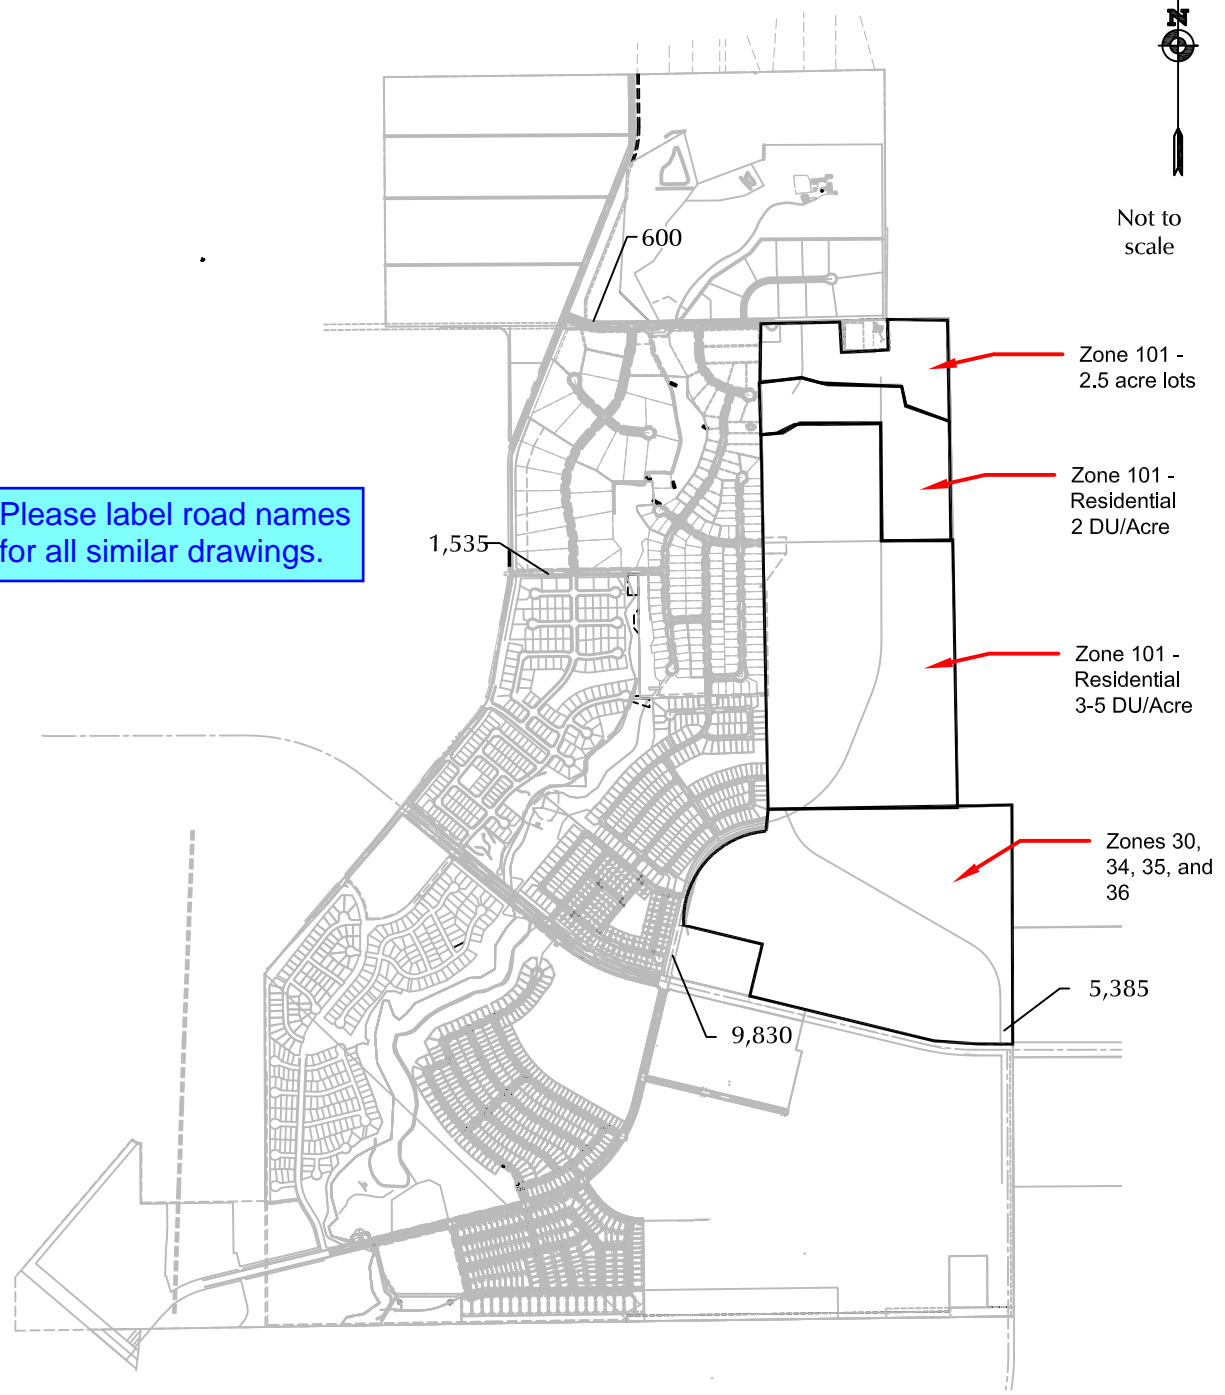 N
Not to
scale
600
Zone 101 -
2.5 acre lots
Zone 101 -
Residential
2 DU/Acre
Please label road names
for all similar drawings.
1,535
Zone 101 -
Residential
3-5 DU/Acre
Zones 30,
34, 35, and
36
5,385
9,830